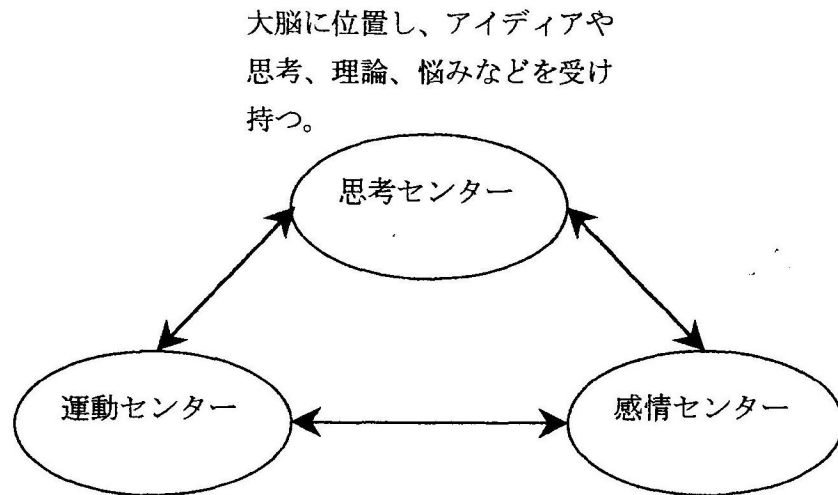 大脳に位置し、アイディアや
思考、理論、悩みなどを受け
持つ。
思考センター
運動センター
感情センター